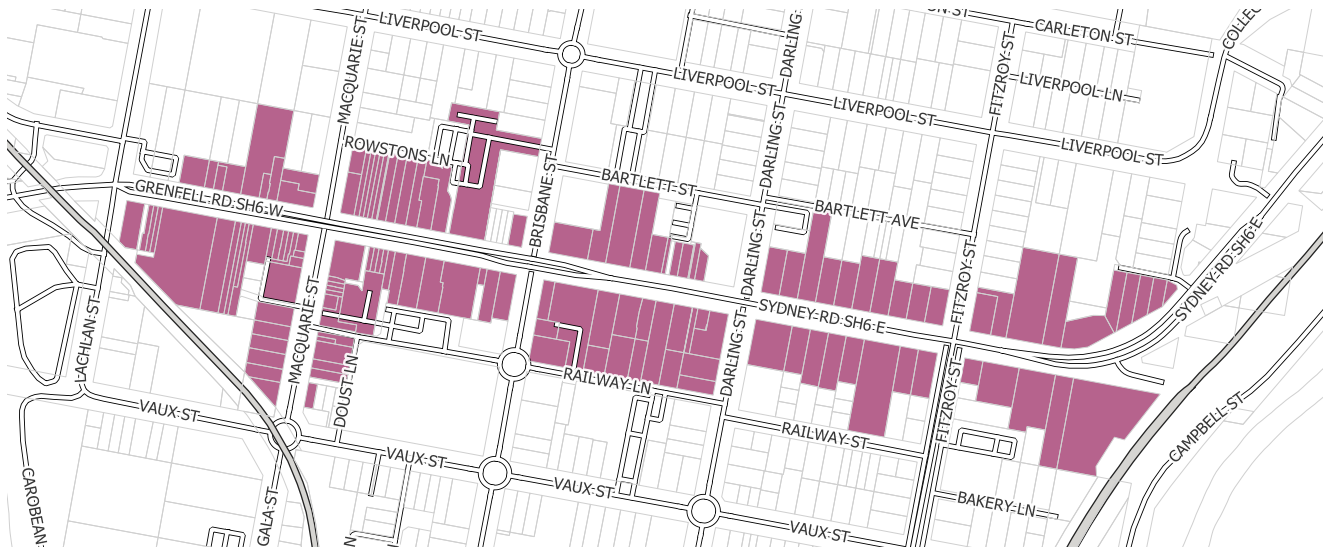 ON ST
CARLETON ST
COLLEC
LIVERPOOL ST
MACQUARIE ST
DARLING
FITZROY ST
LIVERPOOL ST
LIVERPOOL LN
LIVERPOOL ST
LIVERPOOL ST
ROWSTONS LN
DARLING ST
BARTLETT ST
GRENFELL RD SH6 W
BRISBANE ST
BARTLETT AVE
DARLING ST
FITZROY ST
SYDNEY RD SH6 E
SYDNEY RD SH6 E
MACQUARIE ST
LACHLAN ST
DARLING ST
RAILWAY LN
DOUST LN
FITZROY ST
VAUX ST
RAILWAY ST
CAMPBELL ST
VAUX ST
VAUX ST
BAKERY LN
CAROBEAN
GALA ST
N
VAUX ST